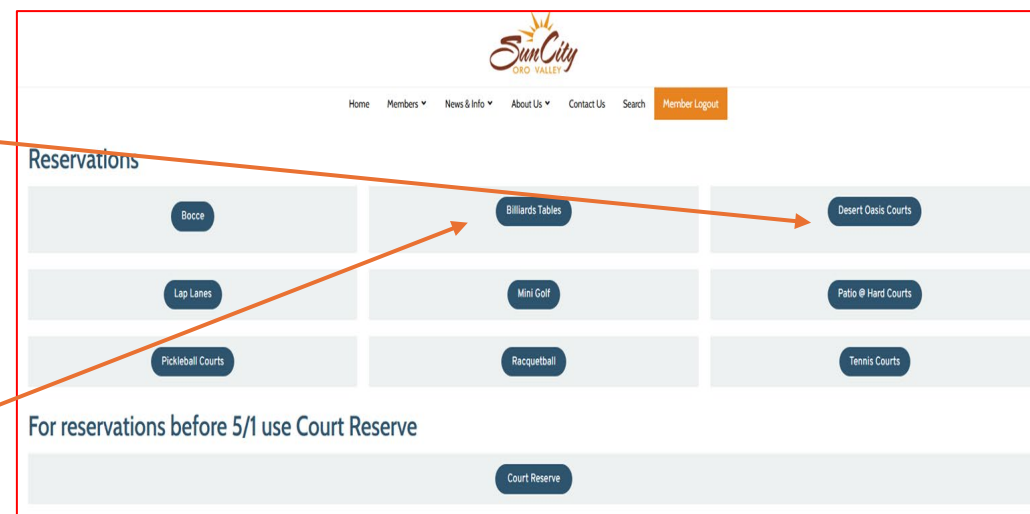 Sun City
ORO VALLEY
Home Members News & Info About Us Contact Us Search Member Logout
Reservations
Bocce Billiards Tables Desert Oasis Courts
Lap Lanes Mini Golf Patio @ Hard Courts
Pickleball Courts Racquetball Tennis Courts
For reservations before 5/1 use Court Reserve
Court Reserve